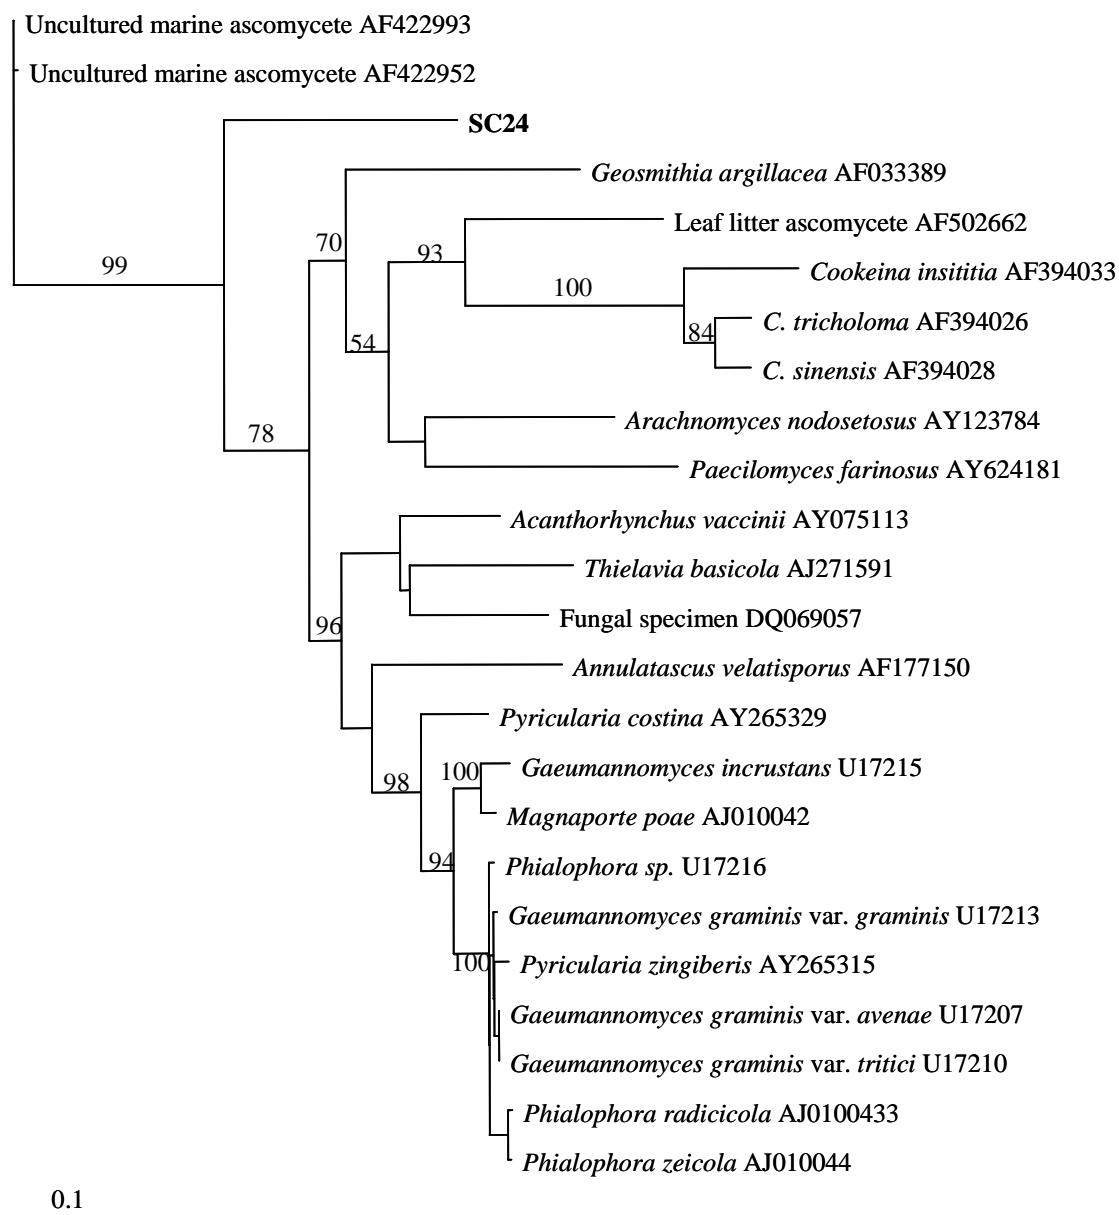 Uncultured marine ascomycete AF422993
Uncultured marine ascomycete AF422952
SC24
Geosmithia argillacea AF033389
Leaf litter ascomycete AF502662
70
93
99
Cookeina insititia AF394033
100
C. tricholoma AF394026
84
54
C. sinensis AF394028
Arachnomyces nodosetosus AY123784
78
Paecilomyces farinosus AY624181
Acanthorhynchus vaccinii AY075113
Thielavia basicola AJ271591
Fungal specimen DQ069057
96
Annulatascus velatisporus AF177150
Pyricularia costina AY265329
100
Gaeumannomyces incrustans U17215
98
Magnaporte poae AJ010042
94
Phialophora sp. U17216
Gaeumannomyces graminis var. graminis U17213
100
Pyricularia zingiberis AY265315
Gaeumannomyces graminis var. avenae U17207
Gaeumannomyces graminis var. tritici U17210
Phialophora radicicola AJ0100433
Phialophora zeicola AJ010044
0.1